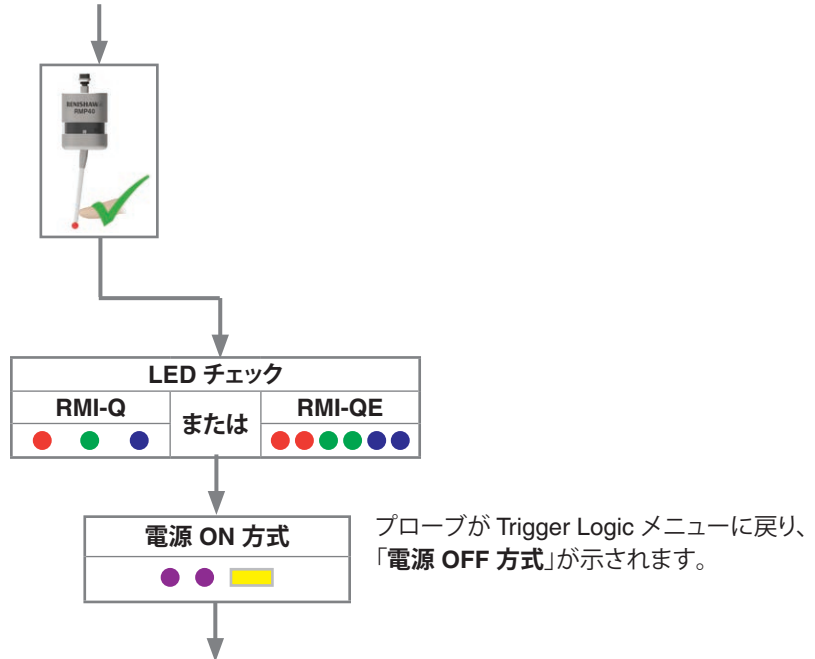 RENISHAW
RMP40
LED チェック
RMI-Q
または
RMI-QE
電源 ON 方式
プローブが Trigger Logic メニューに戻り、
「電源 OFF 方式」が示されます。